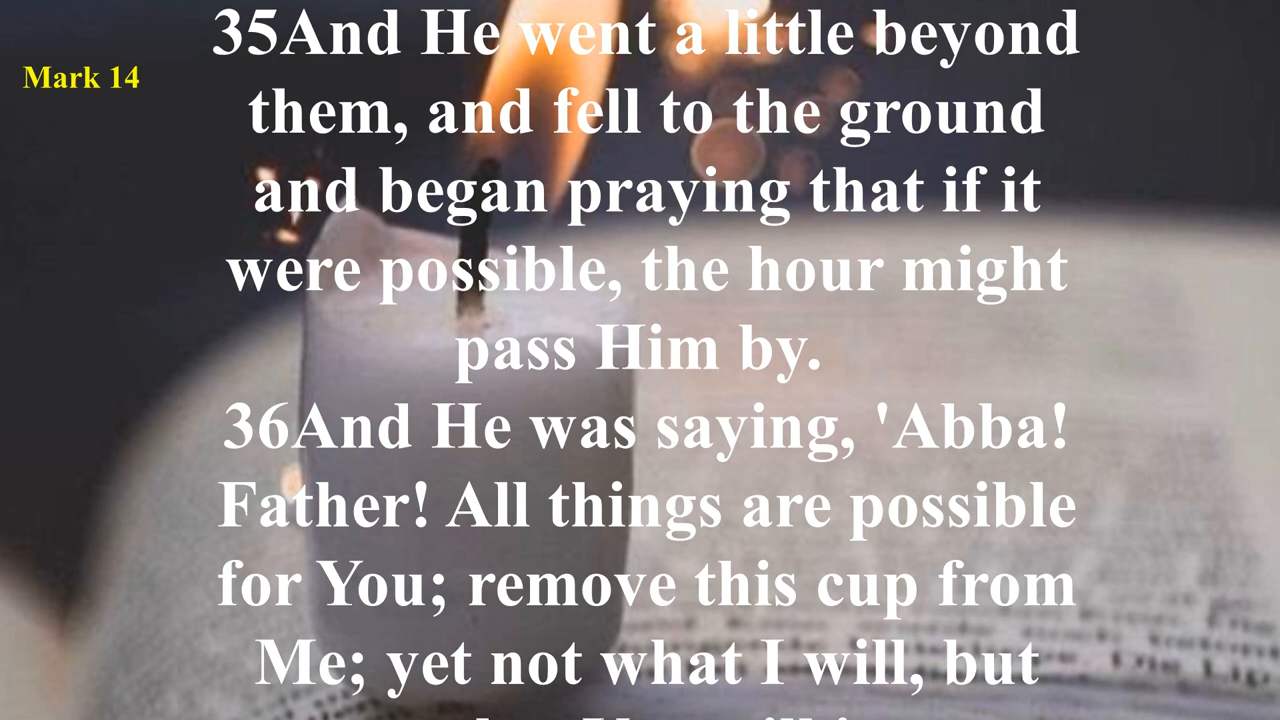 Mark 14
35And He went a little beyond
them, and fell to the ground
and began praying that if it
were possible, the hour might
pass Him by.
36And He was saying, 'Abba!
Father! All things are possible
for You; remove this cup from
Me; yet not what I will, but